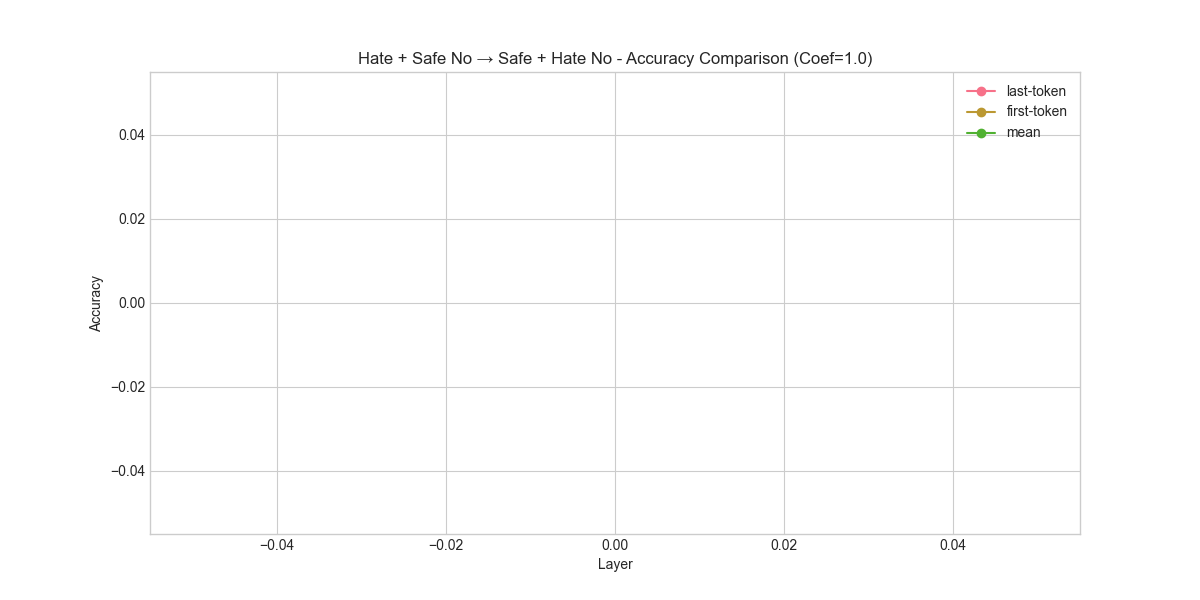 Hate + Safe No → Safe + Hate No - Accuracy Comparison (Coef=1.0)
last-token
first-token
mean
0.04
0.02
0.00
−0.02
−0.04
Accuracy
−0.04
−0.02
0.00
0.02
0.04
Layer